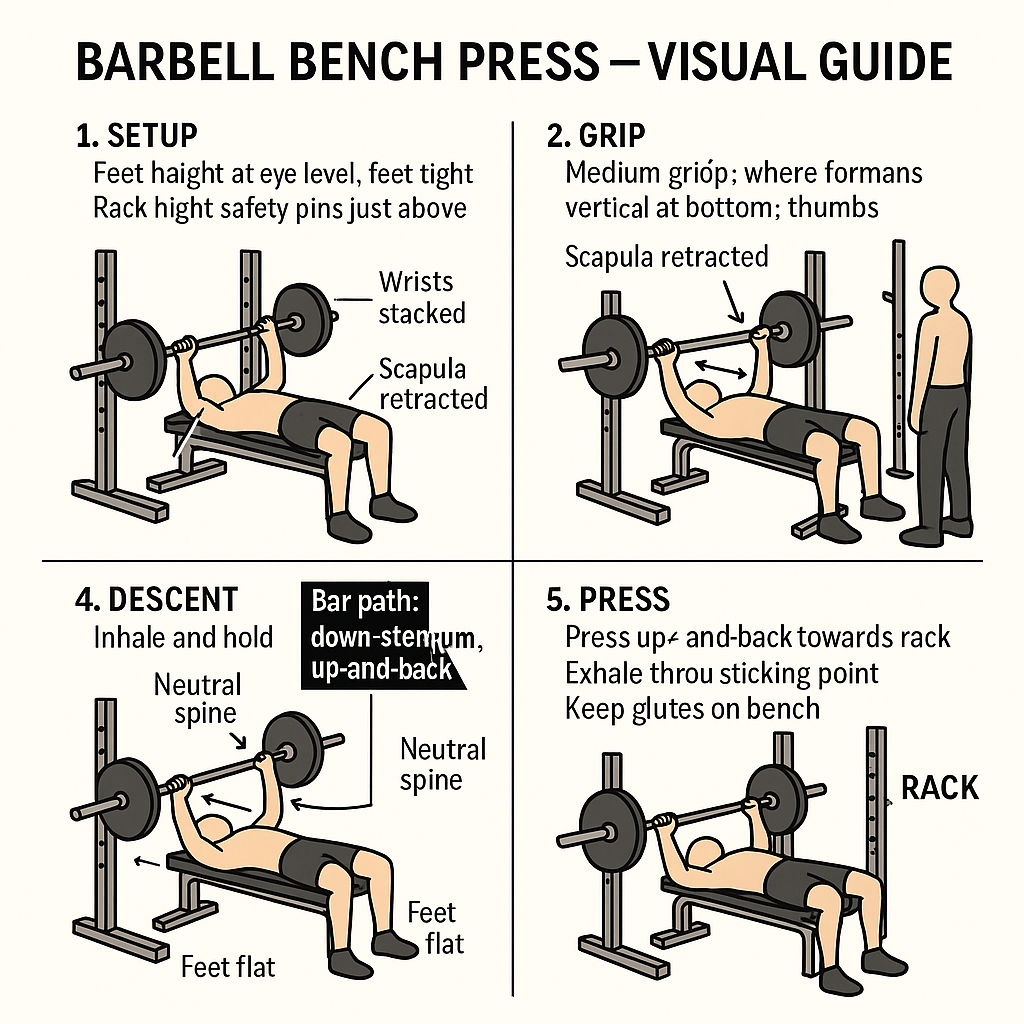 BARBELL BENCH PRESS – VISUAL GUIDE
1. SETUP
Feet haight at eye level, feet tight
Rack hight safety pins just above
Wrists
stacked
Scapula
retracted
2. GRIP
Medium grióp; where formans
vertical at bottom; thumbs
Scapula retracted
4. DESCENT
Inhale and hold
Bar path:
down-stemum,
up-and-back
Neutral
spine
Neutral
spine
Feet
flat
Feet flat
5. PRESS
Press up and-back towards rack
Exhale throu sticking point
Keep glutes on bench
RACK